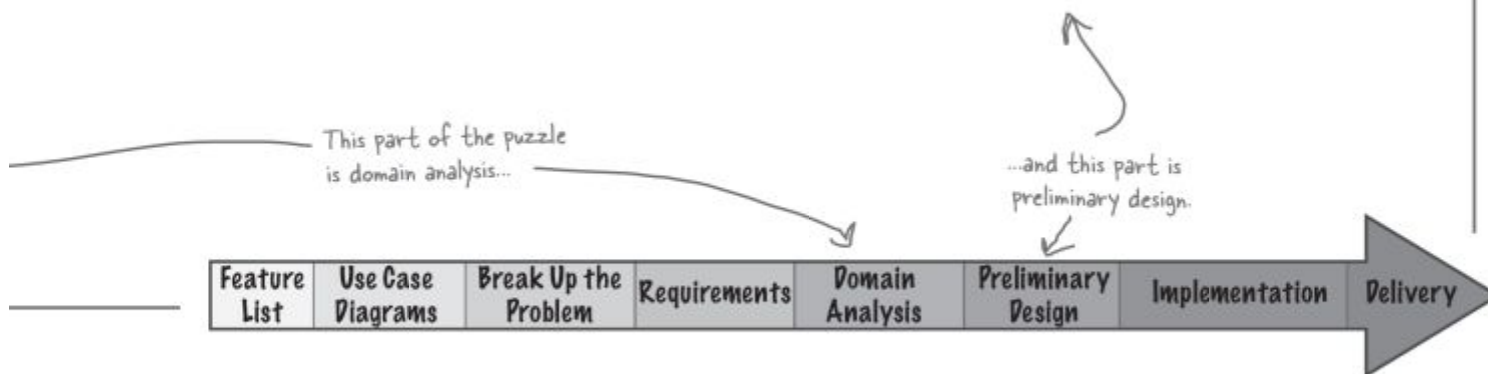 This part of the puzzle
is domain analysis...
...and this part is
preliminary design.
Feature List
Use Case Diagrams
Break Up the Problem
Requirements
Domain Analysis
Preliminary Design
Implementation
Delivery